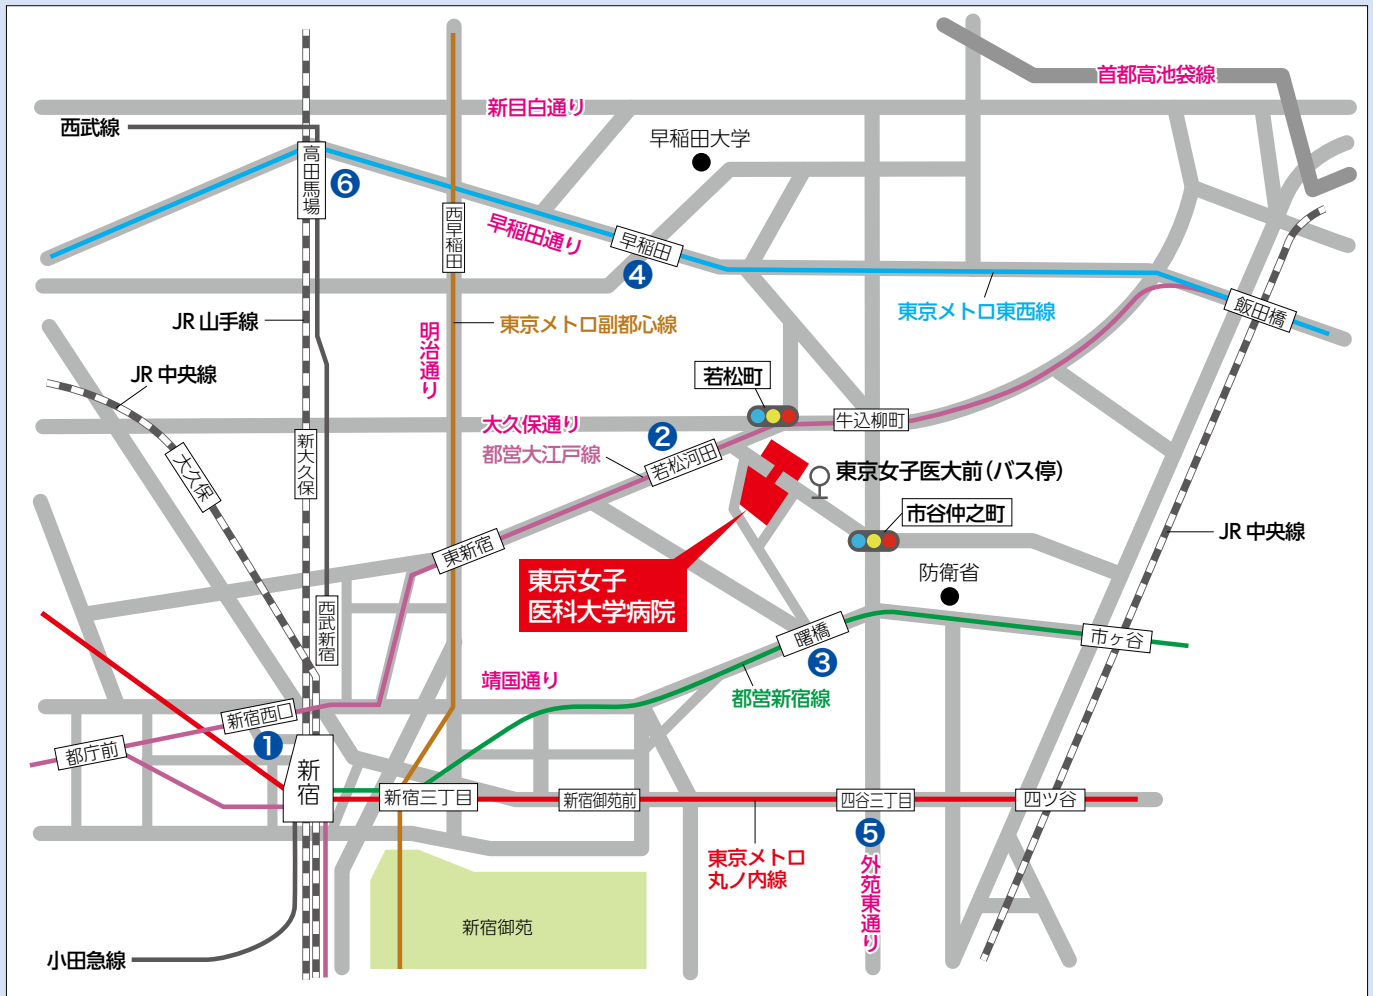 首都高池袋線
新目白通り
西武線
早稲田大学
高田馬場
6
西早稲田
早稲田通り
早稲田
4
飯田橋
東京メトロ東西線
JR 山手線
東京メトロ副都心線
明治通り
JR 中央線
若松町
大久保通り
2
牛込柳町
都営大江戸線
若松河田
新大久保
大久保
東京女子医大前(バス停)
市谷仲之町
JR 中央線
東新宿
防衛省
東京女子
医科大学病院
西武新宿
曙橋
市ヶ谷
3
靖国通り
都営新宿線
新宿西口
1
都庁前
新宿
新宿三丁目
新宿御苑前
四谷三丁目
四ツ谷
5
東京メトロ
丸ノ内線
外苑東通り
新宿御苑
小田急線